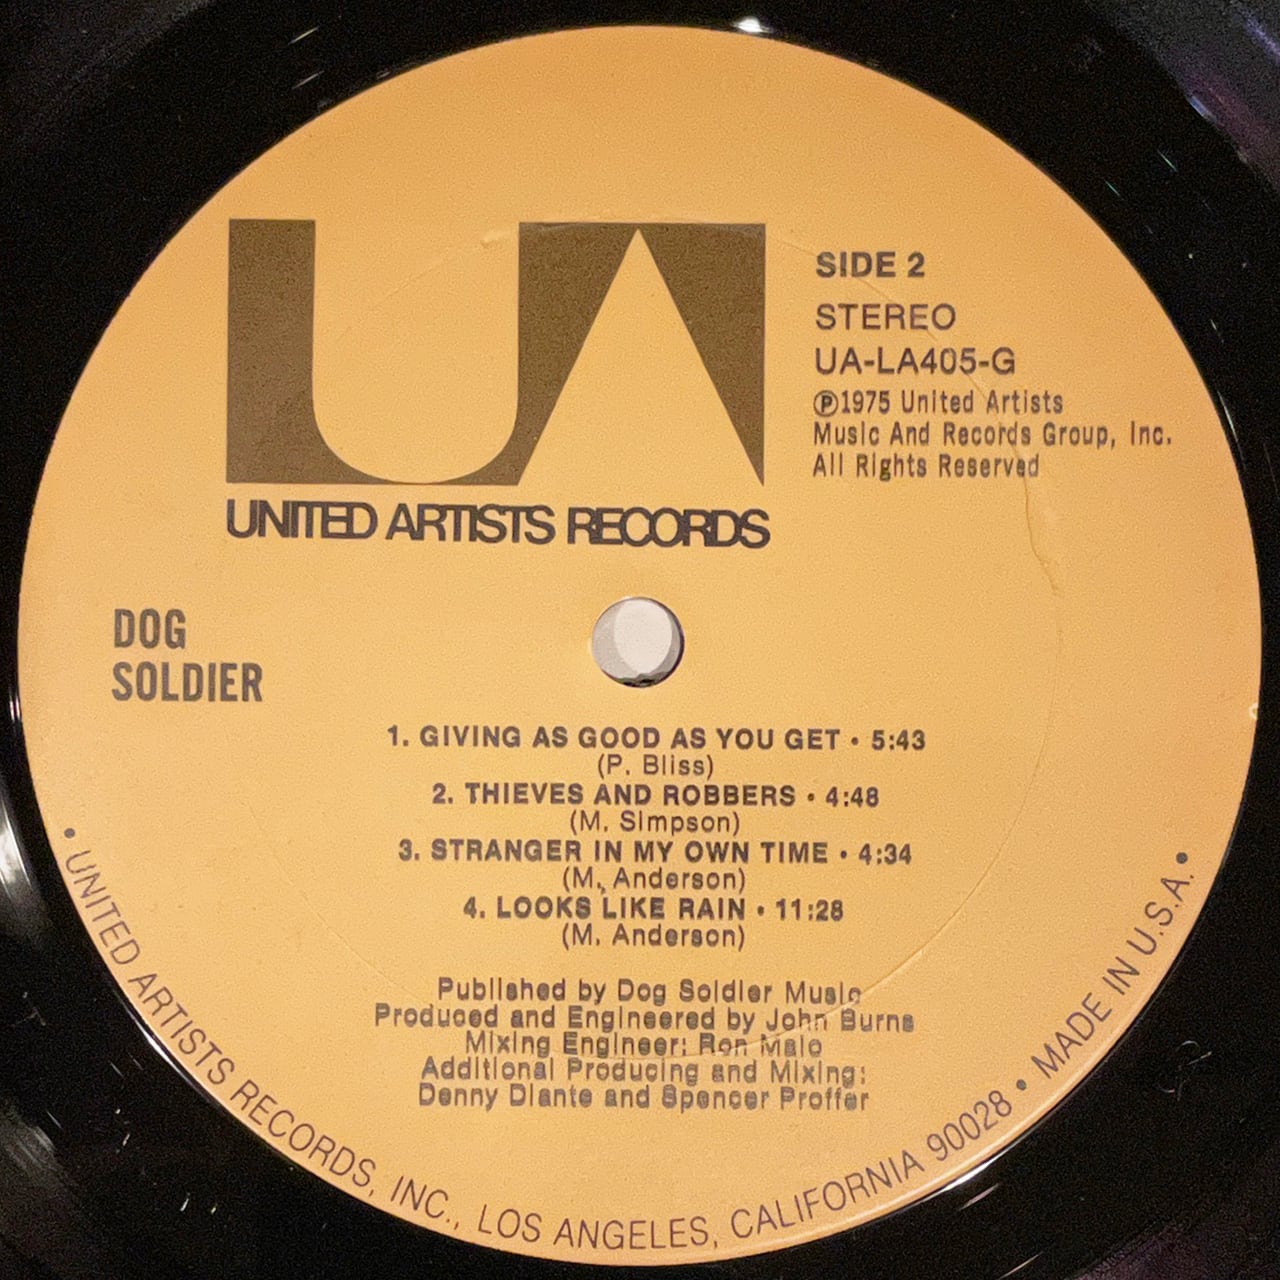 UA
UNITED ARTISTS RECORDS
SIDE 2
STEREO
UA-LA405-G
Ⓟ1975 United Artists
Music And Records Group, Inc.
All Rights Reserved
DOG
SOLDIER
1. GIVING AS GOOD AS YOU GET • 5:43
(P. Bliss)
2. THIEVES AND ROBBERS • 4:48
(M. Simpson)
3. STRANGER IN MY OWN TIME • 4:34
(M. Anderson)
4. LOOKS LIKE RAIN • 11:28
(M. Anderson)
Published by Dog Soldier Music
Produced and Engineered by John Burns
Mixing Engineer: Ron Malo
Additional Producing and Mixing:
Denny Diante and Spencer Proffer
• UNITED ARTISTS RECORDS, INC., LOS ANGELES, CALIFORNIA 90028 • MADE IN U.S.A. •